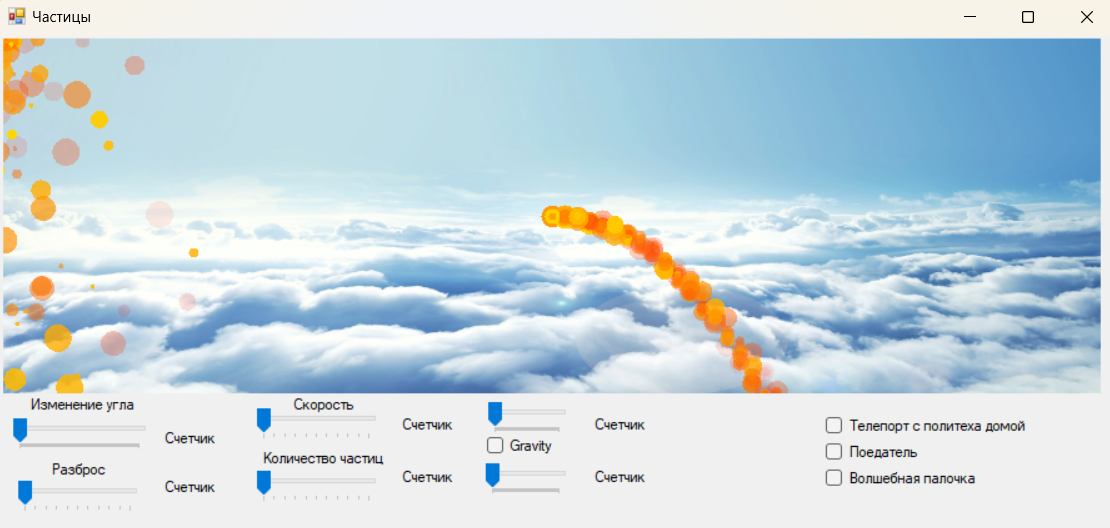 Частицы
Изменение угла
Счетчик
Разброс
Счетчик
Скорость
Счетчик
Количество частиц
Счетчик
Счетчик
Gravity
Счетчик
Телепорт с политеха домой
Поедатель
Волшебная палочка